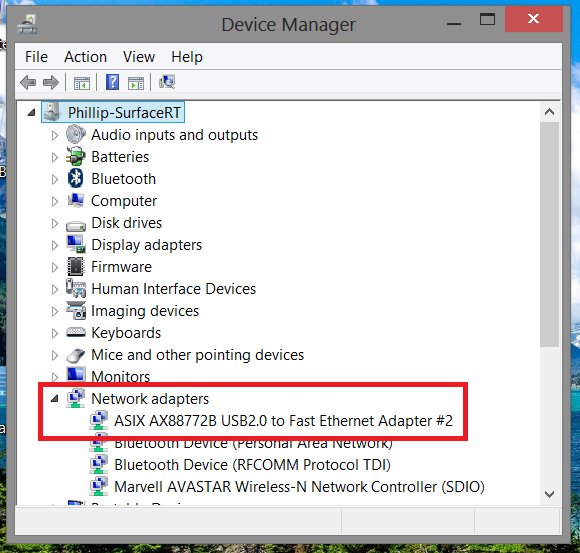 Device Manager
File Action View Help
Phillip-SurfaceRT
Audio inputs and outputs
Batteries
Bluetooth
Computer
Disk drives
Display adapters
Firmware
Human Interface Devices
Imaging devices
Keyboards
Mice and other pointing devices
Monitors
Network adapters
ASIX AX88772B USB2.0 to Fast Ethernet Adapter #2
Bluetooth Device (Personal Area Network)
Bluetooth Device (RFCOMM Protocol TDI)
Marvell AVASTAR Wireless-N Network Controller (SDIO)